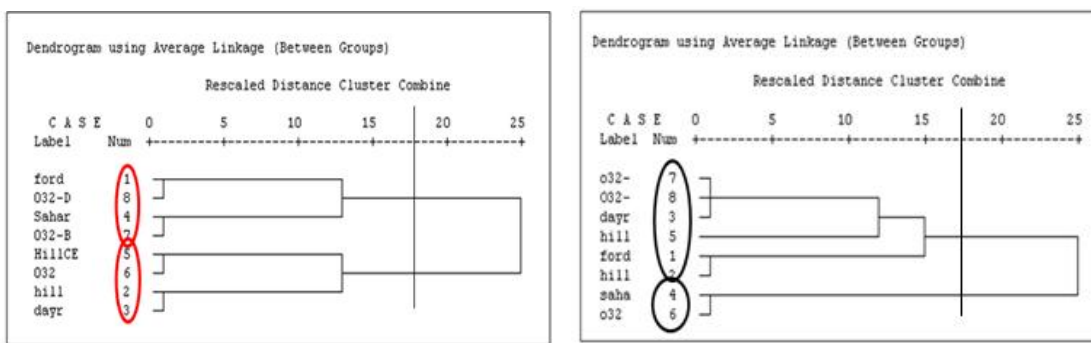 Dendrogram using Average Linkage (Between Groups)
Rescaled Distance Cluster Combine
C A S E 0 5 10 15 20 25
Label Num +---------+---------+---------+---------+---------+
ford 1
O32-D 8
Sahar 4
O32-B 7
HillCE 5
O32 6
hill 2
dayr 3
Dendrogram using Average Linkage (Between Groups)
Rescaled Distance Cluster Combine
C A S E 0 5 10 15 20 25
Label Num +---------+---------+---------+---------+---------+
o32- 7
O32- 8
dayr 3
hill 5
ford 1
hill 2
saha 4
o32 6